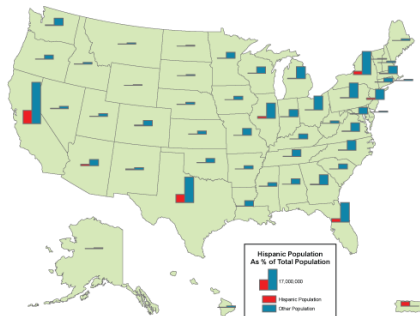 Hispanic Population
As % of Total Population
17,000,000
Hispanic Population
Other Population